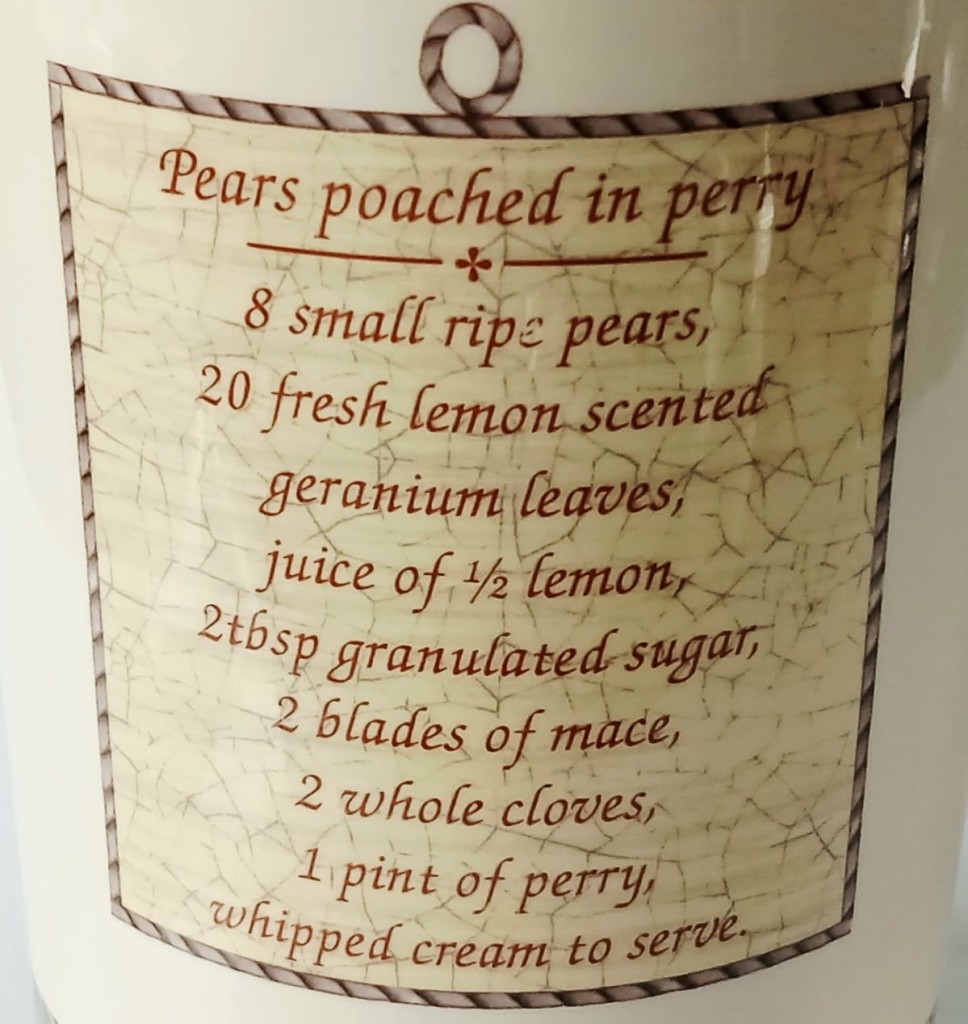 Pears poached in perry
8 small ripe pears,
20 fresh lemon scented
geranium leaves,
juice of ½ lemon,
2tbsp granulated sugar,
2 blades of mace,
2 whole cloves,
1 pint of perry,
whipped cream to serve.